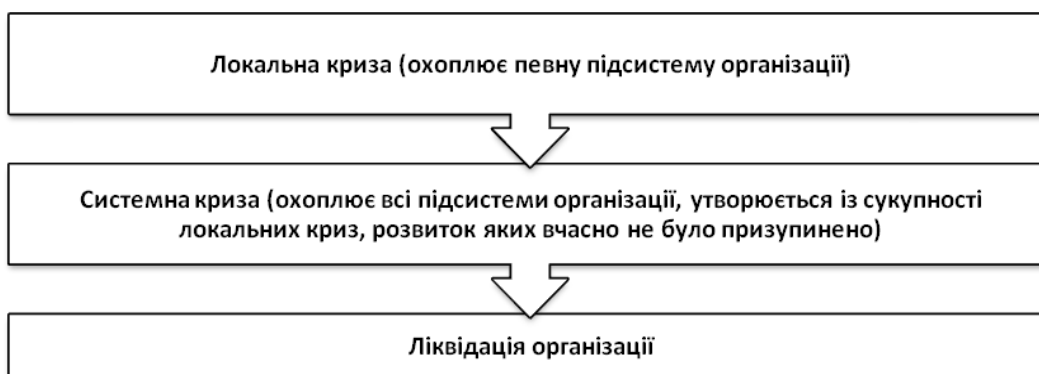 Локальна криза (охоплює певну підсистему організації)
Системна криза (охоплює всі підсистеми організації, утворюється із сукупності
локальних криз, розвиток яких вчасно не було призупинено)
Ліквідація організації